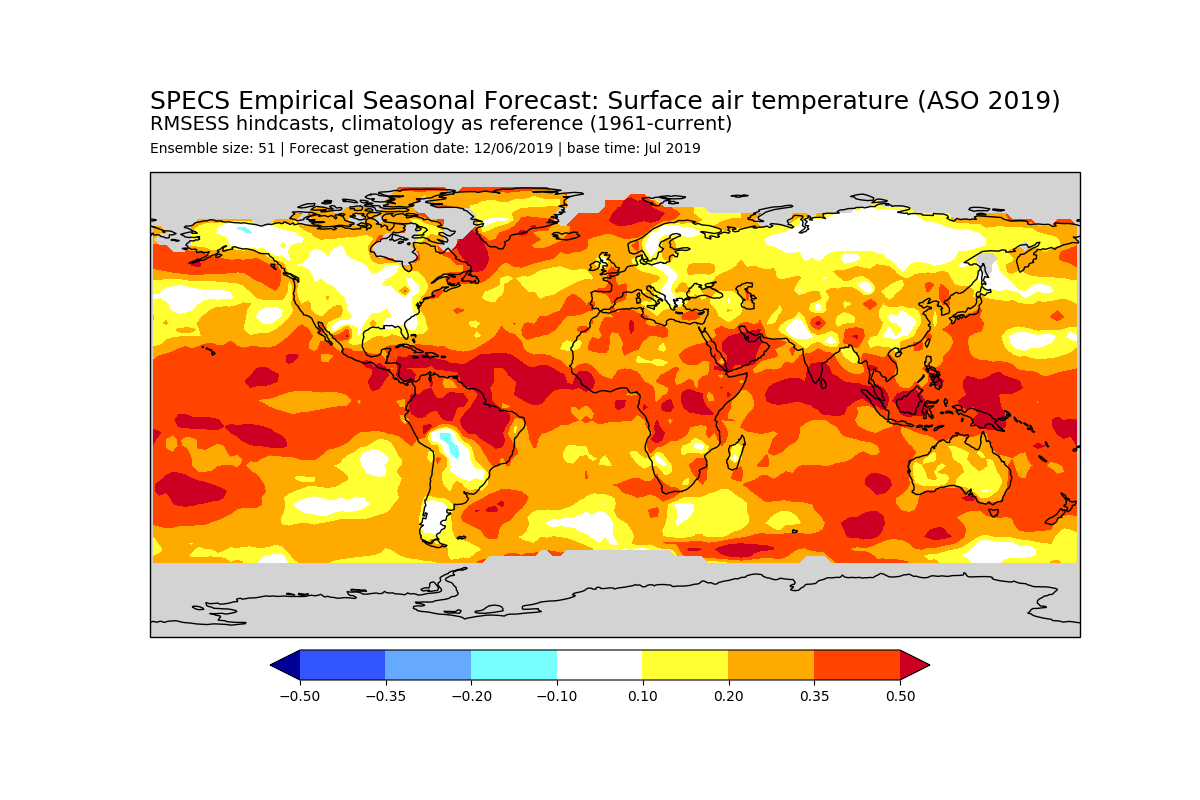 SPECS Empirical Seasonal Forecast: Surface air temperature (ASO 2019)
RMSESS hindcasts, climatology as reference (1961-current)
Ensemble size: 51 | Forecast generation date: 12/06/2019 | base time: Jul 2019
−0.50 −0.35 −0.20 −0.10 0.10 0.20 0.35 0.50